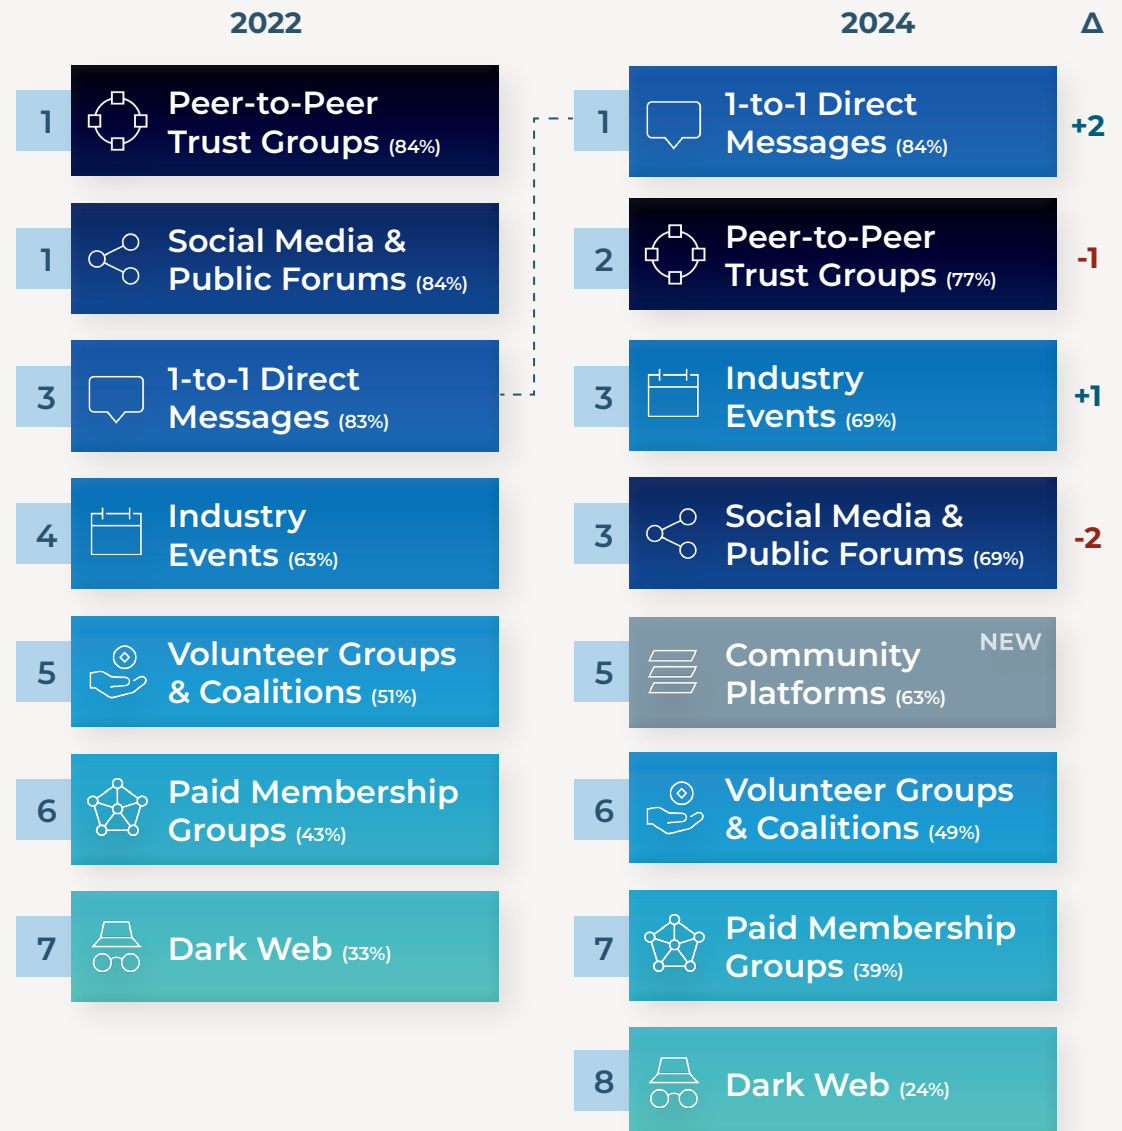 2022
1
Peer-to-Peer
Trust Groups (84%)
1
Social Media &
Public Forums (84%)
3
1-to-1 Direct
Messages (83%)
4
Industry
Events (63%)
5
Volunteer Groups
& Coalitions (51%)
6
Paid Membership
Groups (43%)
7
Dark Web (33%)
2024
Δ
1
1-to-1 Direct
Messages (84%)
+2
2
Peer-to-Peer
Trust Groups (77%)
-1
3
Industry
Events (69%)
+1
3
Social Media &
Public Forums (69%)
-2
5
Community
Platforms (63%)
NEW
6
Volunteer Groups
& Coalitions (49%)
7
Paid Membership
Groups (39%)
8
Dark Web (24%)